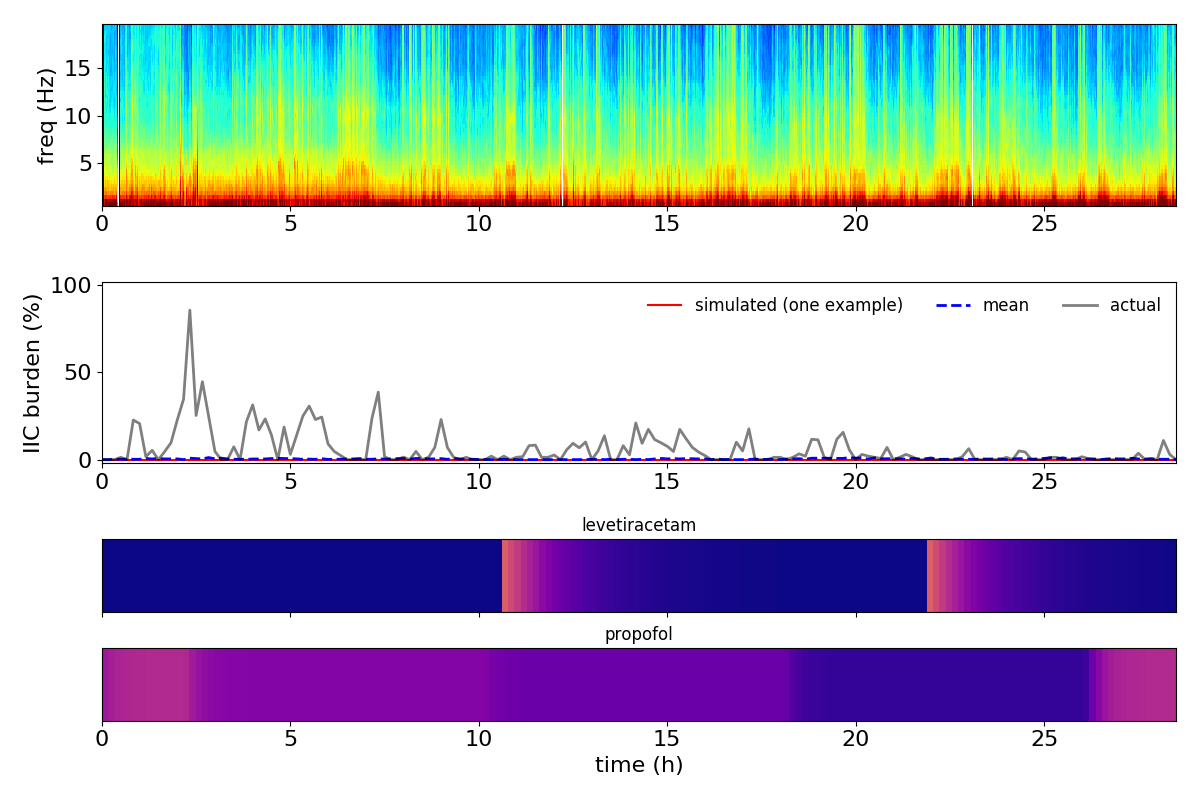 freq (Hz)
15
10
5
0 5 10 15 20 25
IIC burden (%)
100
50
0
simulated (one example) mean actual
0 5 10 15 20 25
levetiracetam
propofol
0 5 10 15 20 25
time (h)